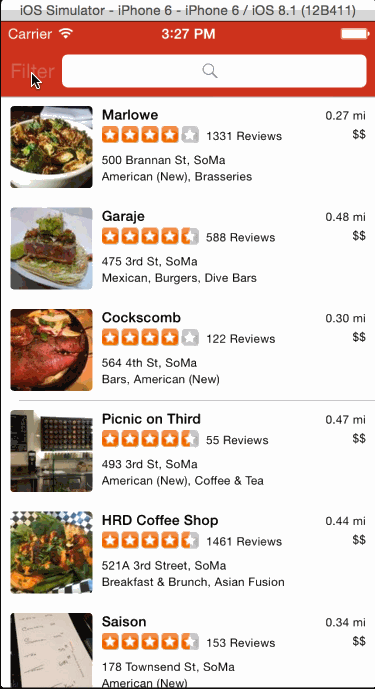 iOS Simulator - iPhone 6 - iPhone 6 / iOS 8.1 (12B411)
Carrier 3:27 PM
Filter
Marlowe 0.27 mi
1331 Reviews $$
500 Brannan St, SoMa
American (New), Brasseries
Garaje 0.48 mi
588 Reviews $$
475 3rd St, SoMa
Mexican, Burgers, Dive Bars
Cockscomb 0.30 mi
122 Reviews $$
564 4th St, SoMa
Bars, American (New)
Picnic on Third 0.47 mi
55 Reviews $$
493 3rd St, SoMa
American (New), Coffee & Tea
HRD Coffee Shop 0.44 mi
1461 Reviews $$
521A 3rd Street, SoMa
Breakfast & Brunch, Asian Fusion
Saison 0.34 mi
153 Reviews $$
178 Townsend St, SoMa
American (New)